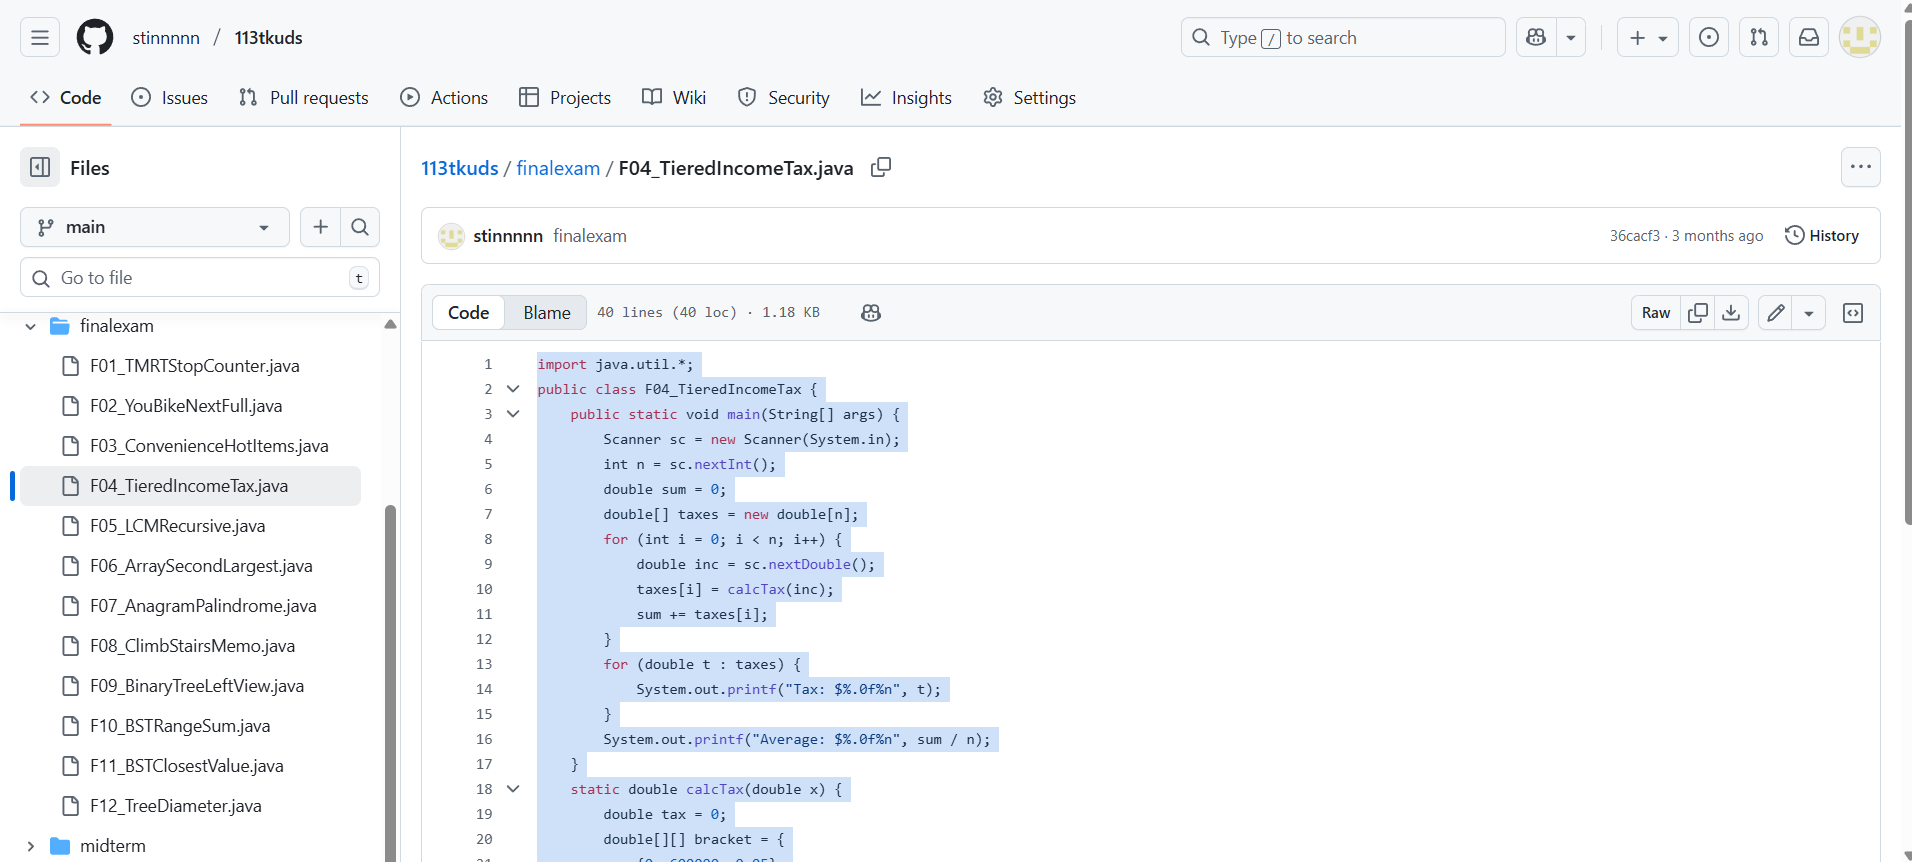 stinnnnn / 113tkuds
Type / to search
Code Issues Pull requests Actions Projects Wiki Security Insights Settings
Files
main
Go to file t
finalexam
F01_TMRTStopCounter.java
F02_YouBikeNextFull.java
F03_ConvenienceHotItems.java
F04_TieredIncomeTax.java
F05_LCMRecursive.java
F06_ArraySecondLargest.java
F07_AnagramPalindrome.java
F08_ClimbStairsMemo.java
F09_BinaryTreeLeftView.java
F10_BSTRangeSum.java
F11_BSTClosestValue.java
F12_TreeDiameter.java
midterm
113tkuds / finalexam / F04_TieredIncomeTax.java
stinnnnn finalexam 36cacf3 · 3 months ago History
Code Blame 40 lines (40 loc) · 1.18 KB Raw
1 import java.util.*;
2 public class F04_TieredIncomeTax {
3 public static void main(String[] args) {
4 Scanner sc = new Scanner(System.in);
5 int n = sc.nextInt();
6 double sum = 0;
7 double[] taxes = new double[n];
8 for (int i = 0; i < n; i++) {
9 double inc = sc.nextDouble();
10 taxes[i] = calcTax(inc);
11 sum += taxes[i];
12 }
13 for (double t : taxes) {
14 System.out.printf("Tax: $%.0f%n", t);
15 }
16 System.out.printf("Average: $%.0f%n", sum / n);
17 }
18 static double calcTax(double x) {
19 double tax = 0;
20 double[][] bracket = {